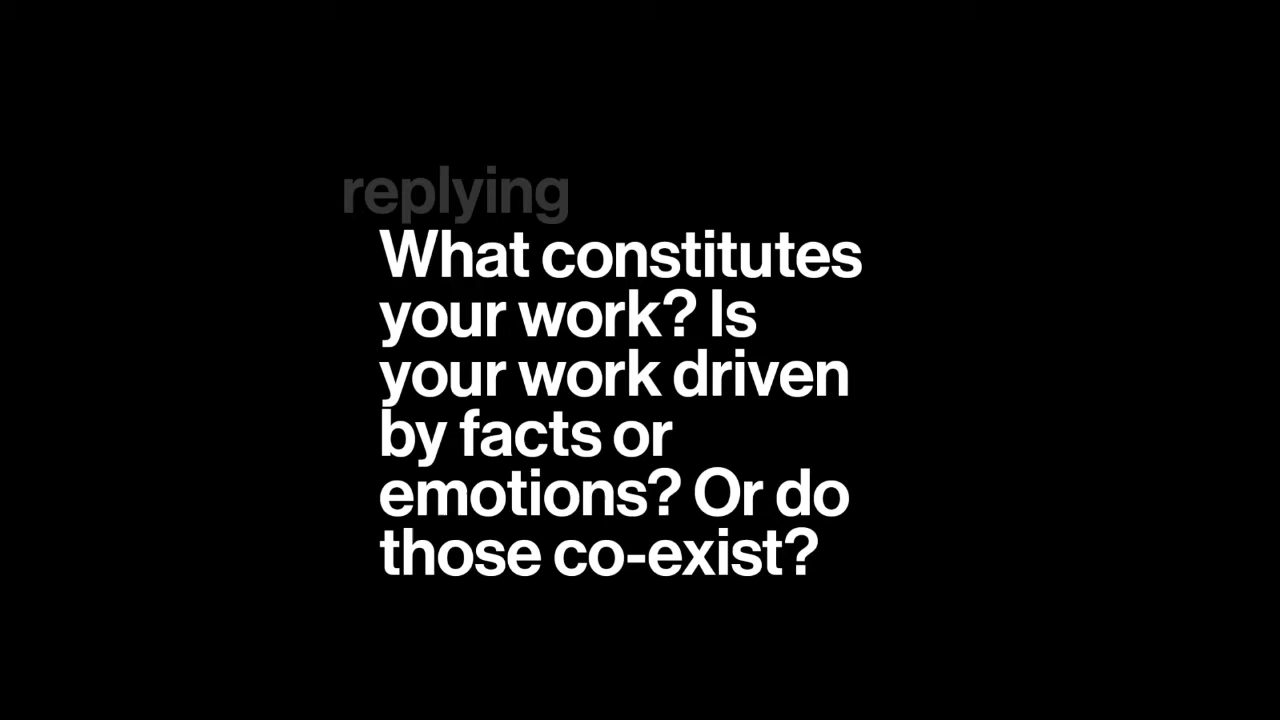 replying
What constitutes
your work? Is
your work driven
by facts or
emotions? Or do
those co-exist?